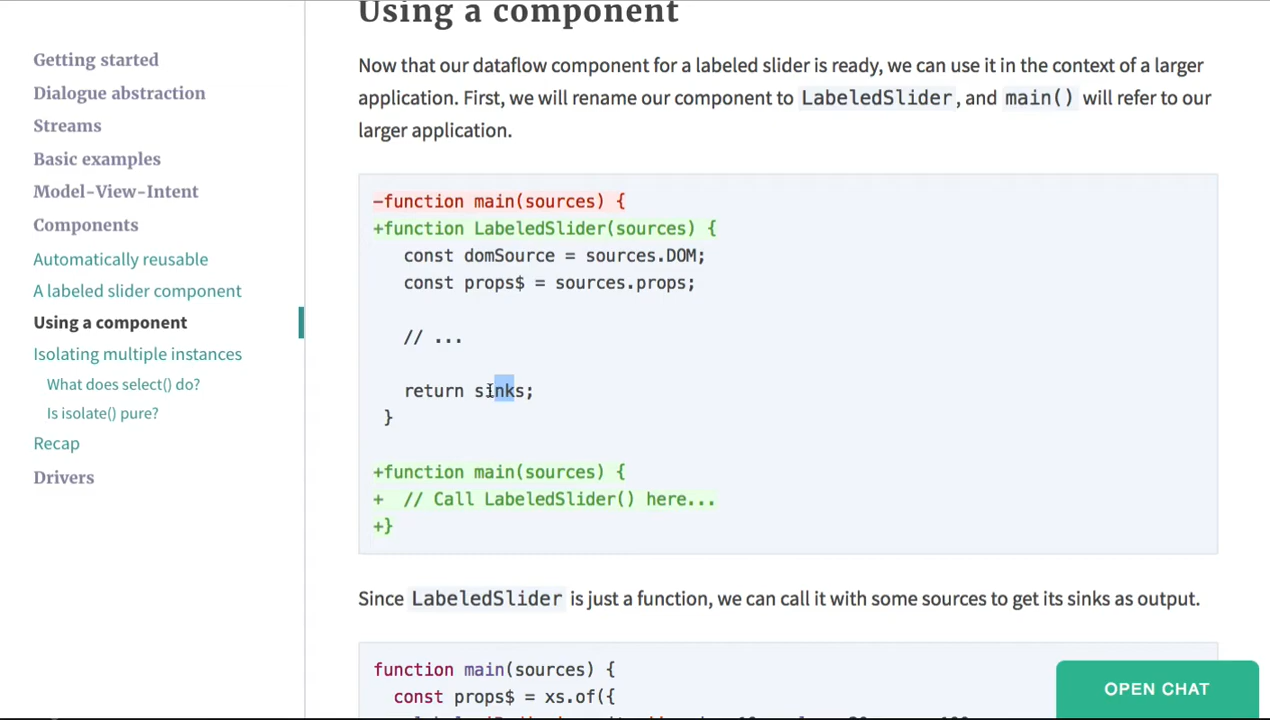 Getting started
Dialogue abstraction
Streams
Basic examples
Model-View-Intent
Components
Automatically reusable
A labeled slider component
Using a component
Isolating multiple instances
What does select() do?
Is isolate() pure?
Recap
Drivers
Using a component
Now that our dataflow component for a labeled slider is ready, we can use it in the context of a larger
application. First, we will rename our component to LabeledSlider, and main() will refer to our
larger application.
-function main(sources) {
+function LabeledSlider(sources) {
const domSource = sources.DOM;
const props$ = sources.props;
// ...
return sinks;
}
+function main(sources) {
+  // Call LabeledSlider() here...
+}
Since LabeledSlider is just a function, we can call it with some sources to get its sinks as output.
function main(sources) {
const props$ = xs.of({
OPEN CHAT